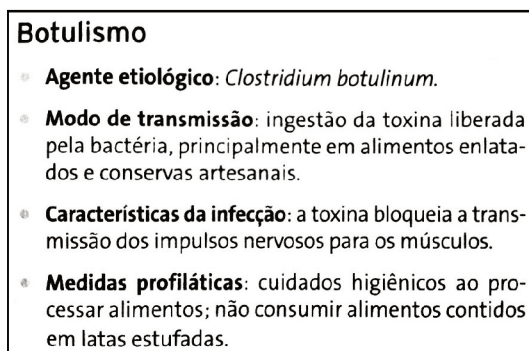 Botulismo
Agente etiológico: Clostridium botulinum.
Modo de transmissão: ingestão da toxina liberada
pela bactéria, principalmente em alimentos enlata-
dos e conservas artesanais.
Características da infecção: a toxina bloqueia a trans-
missão dos impulsos nervosos para os músculos.
Medidas profiláticas: cuidados higiênicos ao pro-
cessar alimentos; não consumir alimentos contidos
em latas estufadas.